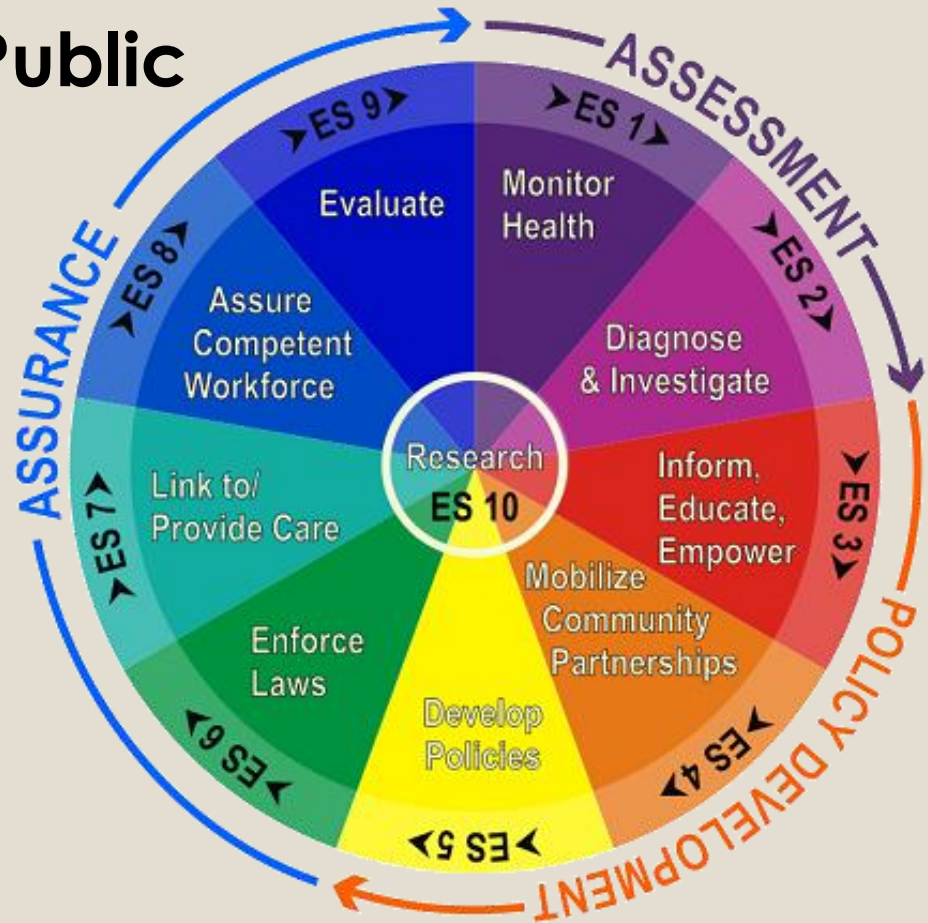 Public
ASSESSMENT
POLICY DEVELOPMENT
ASSURANCE
ES 1
Monitor
Health
ES 2
Diagnose
& Investigate
ES 3
Inform,
Educate,
Empower
ES 4
Mobilize
Community
Partnerships
ES 5
Develop
Policies
ES 6
Enforce
Laws
ES 7
Link to/
Provide Care
ES 8
Assure
Competent
Workforce
ES 9
Evaluate
Research
ES 10